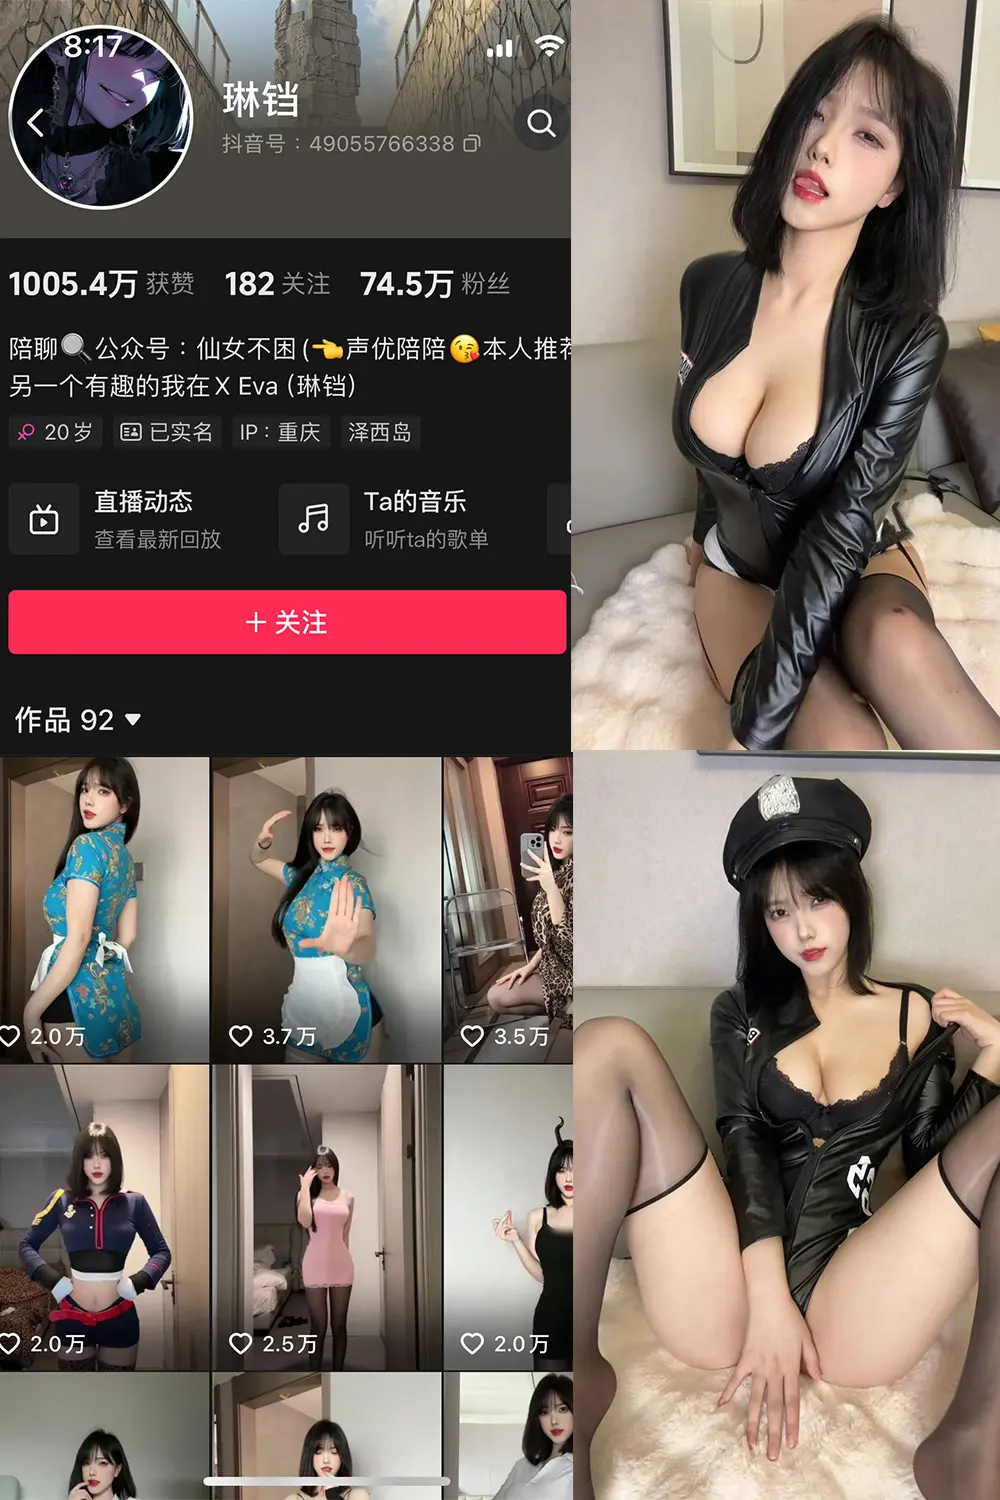 8:17
琳铛
抖音号：49055766338
1005.4万 获赞 182 关注 74.5万 粉丝
陪聊🔍公众号：仙女不困(👈声优陪陪😘本人推荐
另一个有趣的我在X Eva (琳铛)
20岁 已实名 IP：重庆 泽西岛
直播动态 Ta的音乐
查看最新回放 听听ta的歌单
+ 关注
作品 92
2.0万 3.7万 3.5万
2.0万 2.5万 2.0万